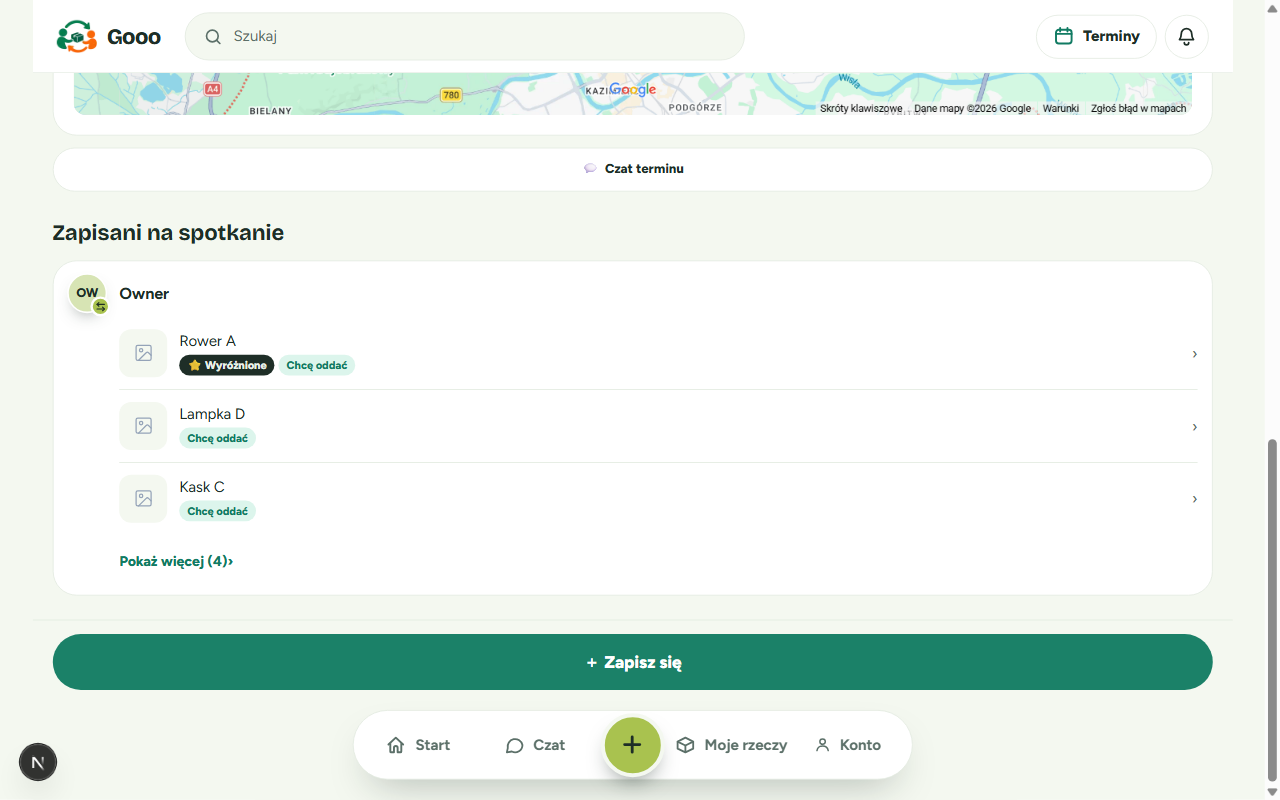 Gooo
Szukaj
Terminy
A4
BIELANY
780
KAZI
Google
PODGÓRZE
Wisła
Skróty klawiszowe
Dane mapy ©2026 Google
Warunki
Zgłoś błąd w mapach
Czat terminu
Zapisani na spotkanie
OW
Owner
Rower A
Wyróżnione
Chcę oddać
›
Lampka D
Chcę oddać
›
Kask C
Chcę oddać
›
Pokaż więcej (4)›
+ Zapisz się
Start
Czat
+
Moje rzeczy
Konto
N